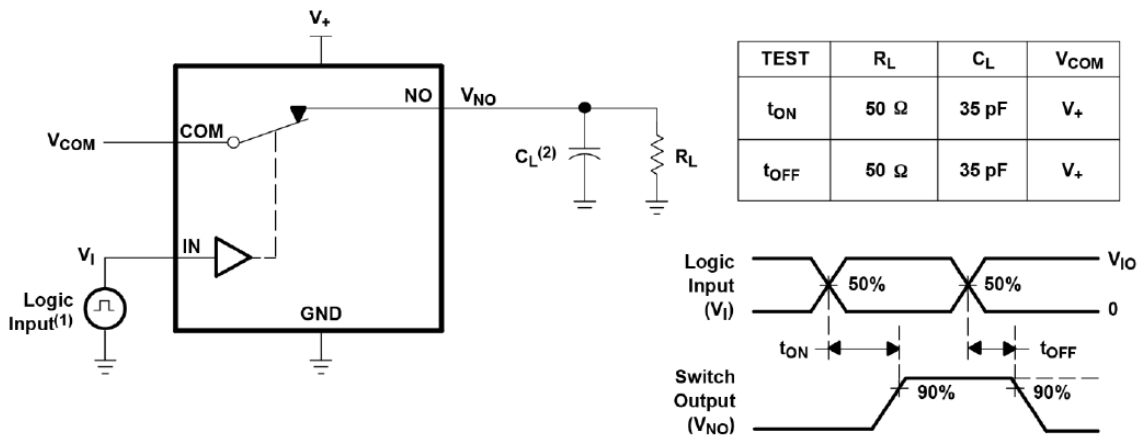 V+
NO
VNO
COM
VCOM
CL(2)
RL
VI
IN
Logic
Input(1)
GND
TEST RL CL VCOM
tON 50 Ω 35 pF V+
tOFF 50 Ω 35 pF V+
Logic
Input
(VI)
50%
50%
VIO
0
tON
tOFF
Switch
Output
(VNO)
90%
90%